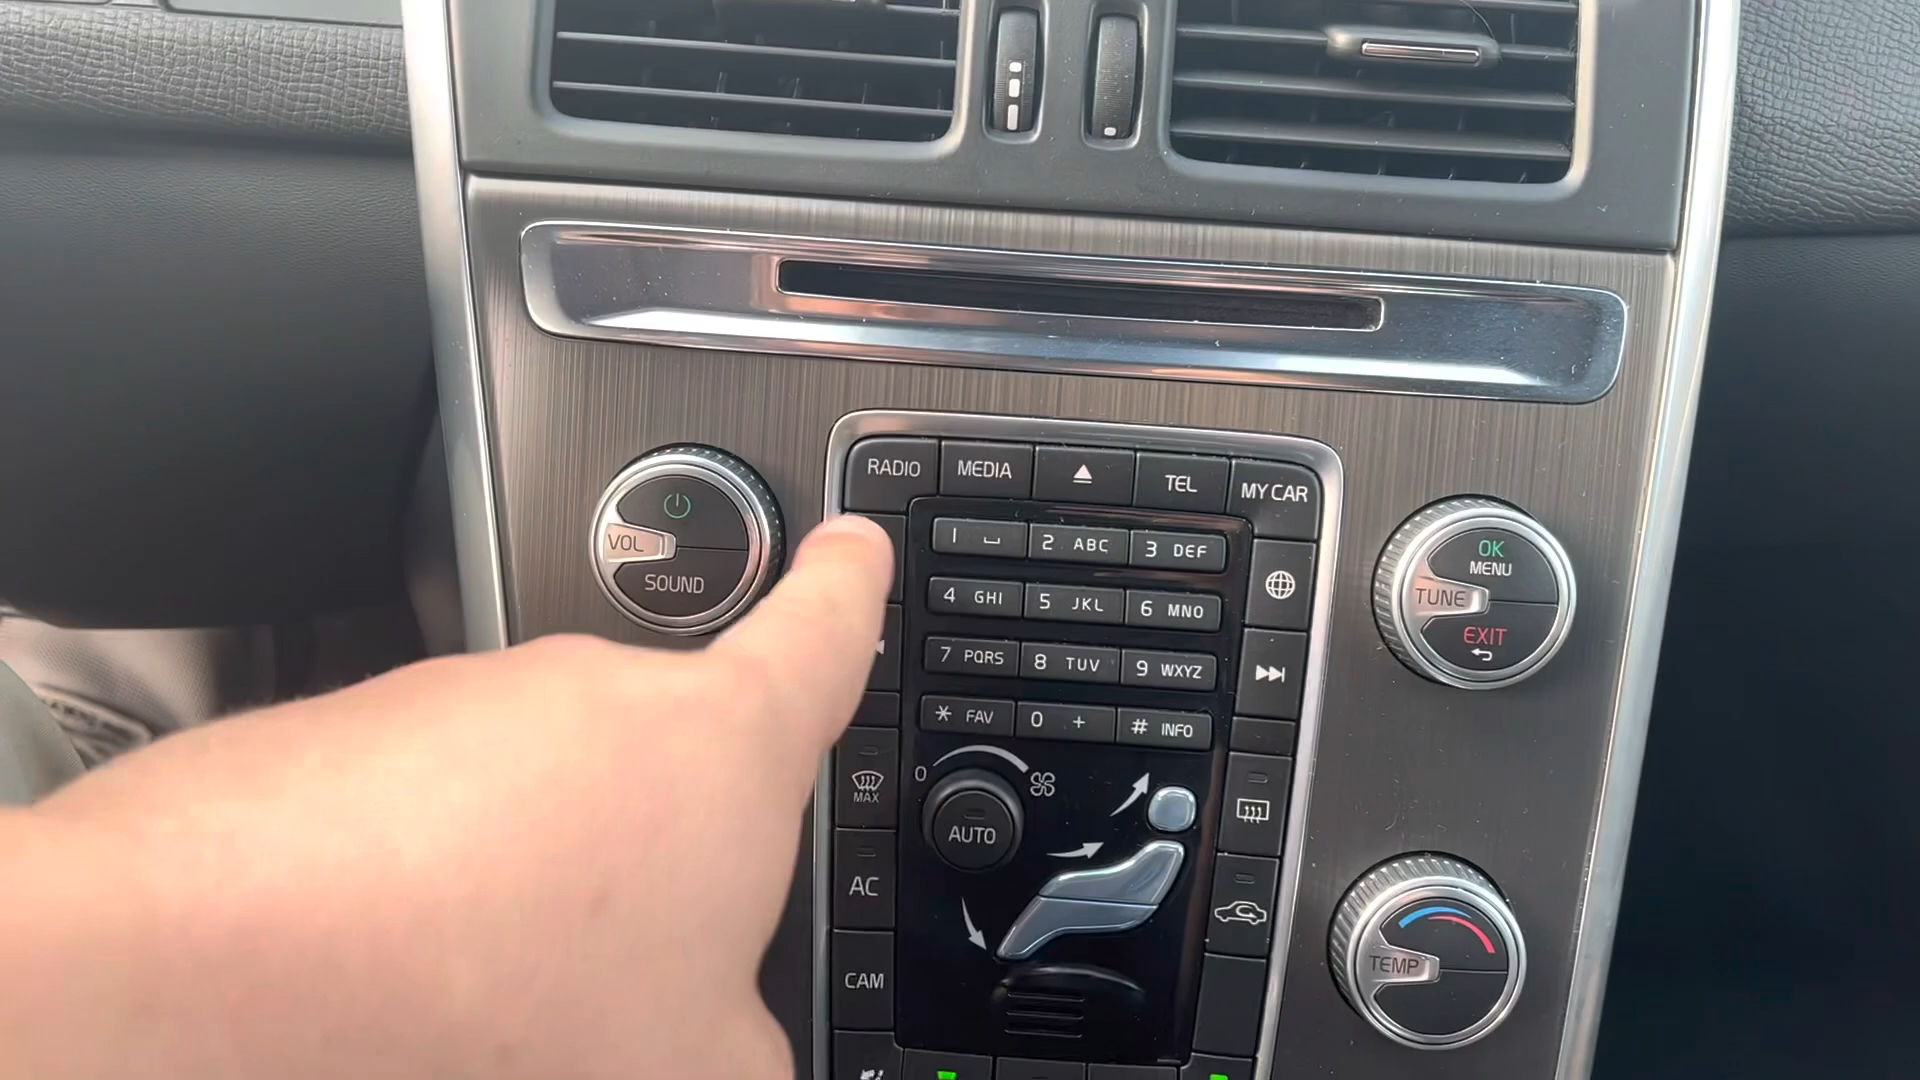 RADIO MEDIA TEL MY CAR
1 2 ABC 3 DEF
VOL
SOUND
OK
MENU
TUNE
EXIT
4 GHI 5 JKL 6 MNO
7 PQRS 8 TUV 9 WXYZ
* FAV 0 + # INFO
0
MAX
AUTO
AC
TEMP
CAM